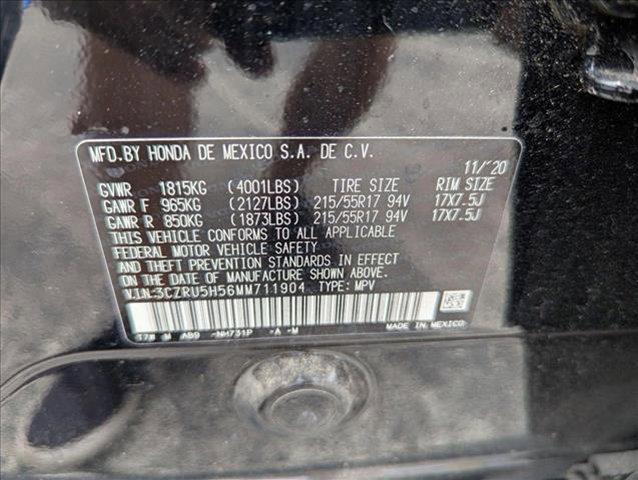 MFD.BY HONDA DE MEXICO S.A. DE C.V. 11/'20
GVWR 1815KG (4001LBS) TIRE SIZE RIM SIZE
GAWR F 965KG (2127LBS) 215/55R17 94V 17X7.5J
GAWR R 850KG (1873LBS) 215/55R17 94V 17X7.5J
THIS VEHICLE CONFORMS TO ALL APPLICABLE
FEDERAL MOTOR VEHICLE SAFETY
AND THEFT PREVENTION STANDARDS IN EFFECT
ON THE DATE OF MANUFACTURE SHOWN ABOVE.
V.I.N:3CZRU5H56MM711904 TYPE: MPV
NH731P -A -M MADE IN MEXICO